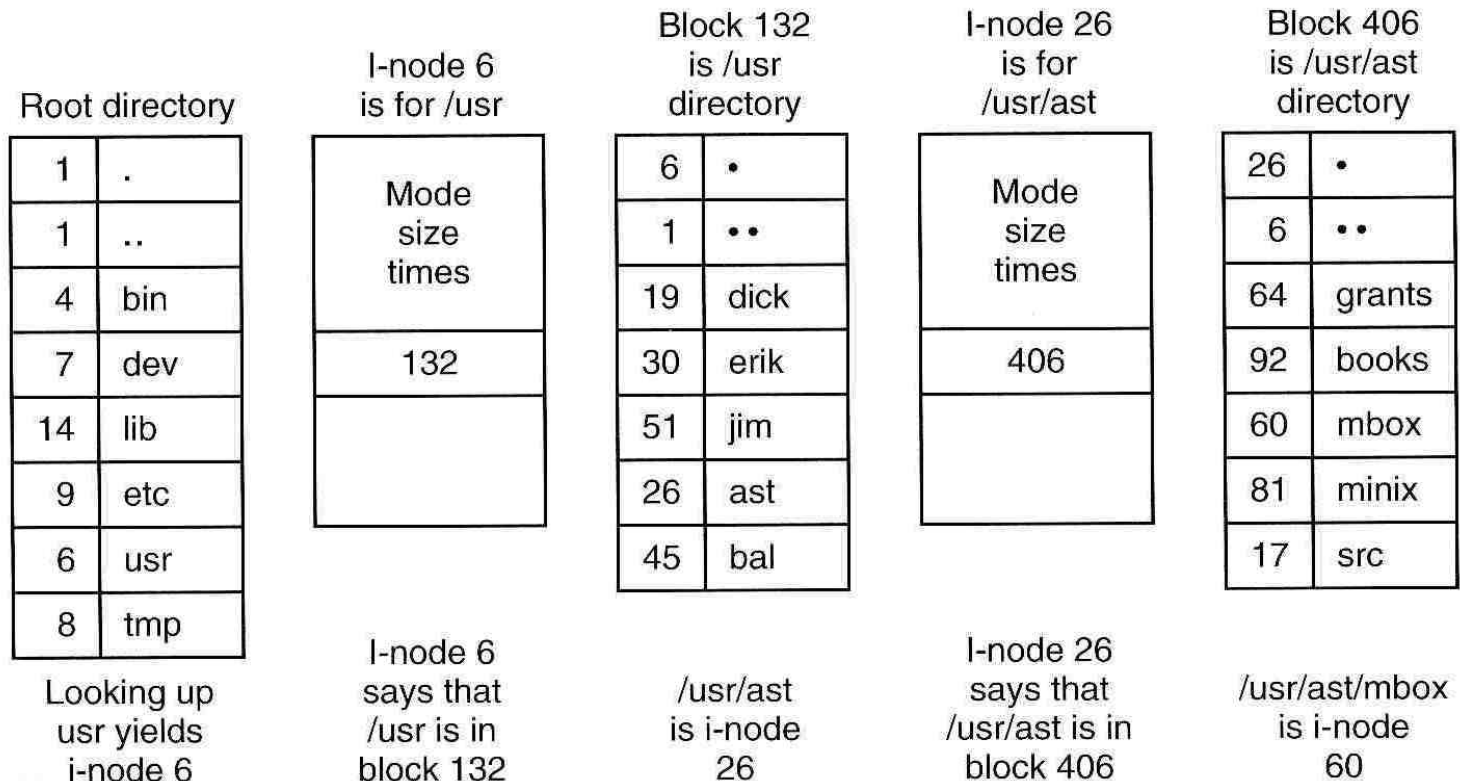 Root directory
1 .
1 ..
4 bin
7 dev
14 lib
9 etc
6 usr
8 tmp
Looking up
usr yields
i-node 6
I-node 6
is for /usr
Mode
size
times
132
I-node 6
says that
/usr is in
block 132
Block 132
is /usr
directory
6 •
1 ••
19 dick
30 erik
51 jim
26 ast
45 bal
/usr/ast
is i-node
26
I-node 26
is for
/usr/ast
Mode
size
times
406
I-node 26
says that
/usr/ast is in
block 406
Block 406
is /usr/ast
directory
26 •
6 ••
64 grants
92 books
60 mbox
81 minix
17 src
/usr/ast/mbox
is i-node
60